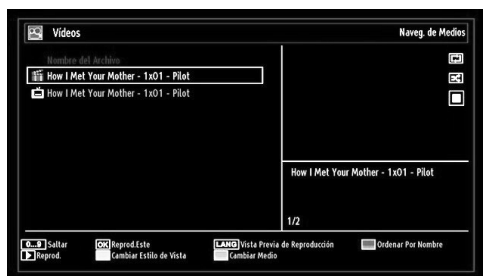 Vídeos
Naveg. de Medios
Nombre del Archivo
How I Met Your Mother - 1x01 - Pilot
How I Met Your Mother - 1x01 - Pilot
How I Met Your Mother - 1x01 - Pilot
1/2
0...9 Saltar OK Reprod.Este LANG Vista Previa de Reproducción Ordenar Por Nombre
Reprod. Cambiar Estilo de Vista Cambiar Medio